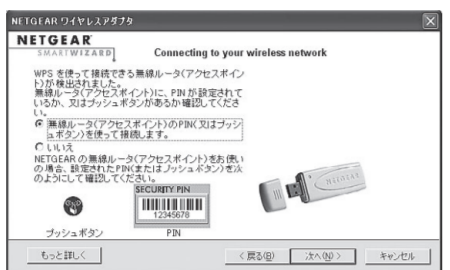 NETGEAR ワイヤレスアダプタ
NETGEAR
SMARTWIZARD
Connecting to your wireless network
WPS を使って接続できる無線ルータ(アクセスポイン
ト)が検出されました。
無線ルータ(アクセスポイント)に、PIN が設定されて
いるか、又はプッシュボタンがあるか確認してくださ
い。
無線ルータ(アクセスポイント)のPIN(又はプッシ
ュボタン)を使って接続します。
いいえ
NETGEAR の無線ルータ(アクセスポイント)をお使い
の場合、設定されたPIN(またはプッシュボタン)を次
のようにして確認してください。
SECURITY PIN
12345678
NETGEAR
プッシュボタン
PIN
もっと詳しく
< 戻る(B)
次へ(N) >
キャンセル